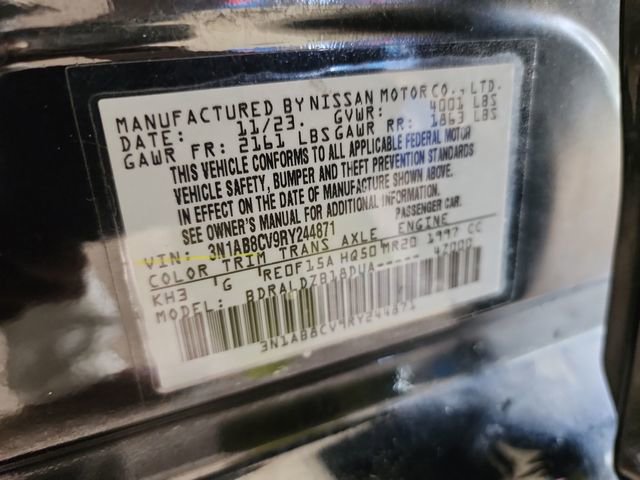 MANUFACTURED BY NISSAN MOTOR CO., LTD.
DATE: 11/23. GVWR: 4001 LBS
GAWR FR: 2161 LBS GAWR RR: 1863 LBS
THIS VEHICLE CONFORMS TO ALL APPLICABLE FEDERAL MOTOR
VEHICLE SAFETY, BUMPER AND THEFT PREVENTION STANDARDS
IN EFFECT ON THE DATE OF MANUFACTURE SHOWN ABOVE.
SEE OWNER'S MANUAL FOR ADDITIONAL INFORMATION.
VIN: 3N1AB8CV9RY244871 PASSENGER CAR.
COLOR TRIM TRANS AXLE ENGINE
KH3 G RE0F15A HQ50 MR20 1997 CC
MODEL: BDRALDZB18DUA----- 47000
3N1AB8CV9RY244871